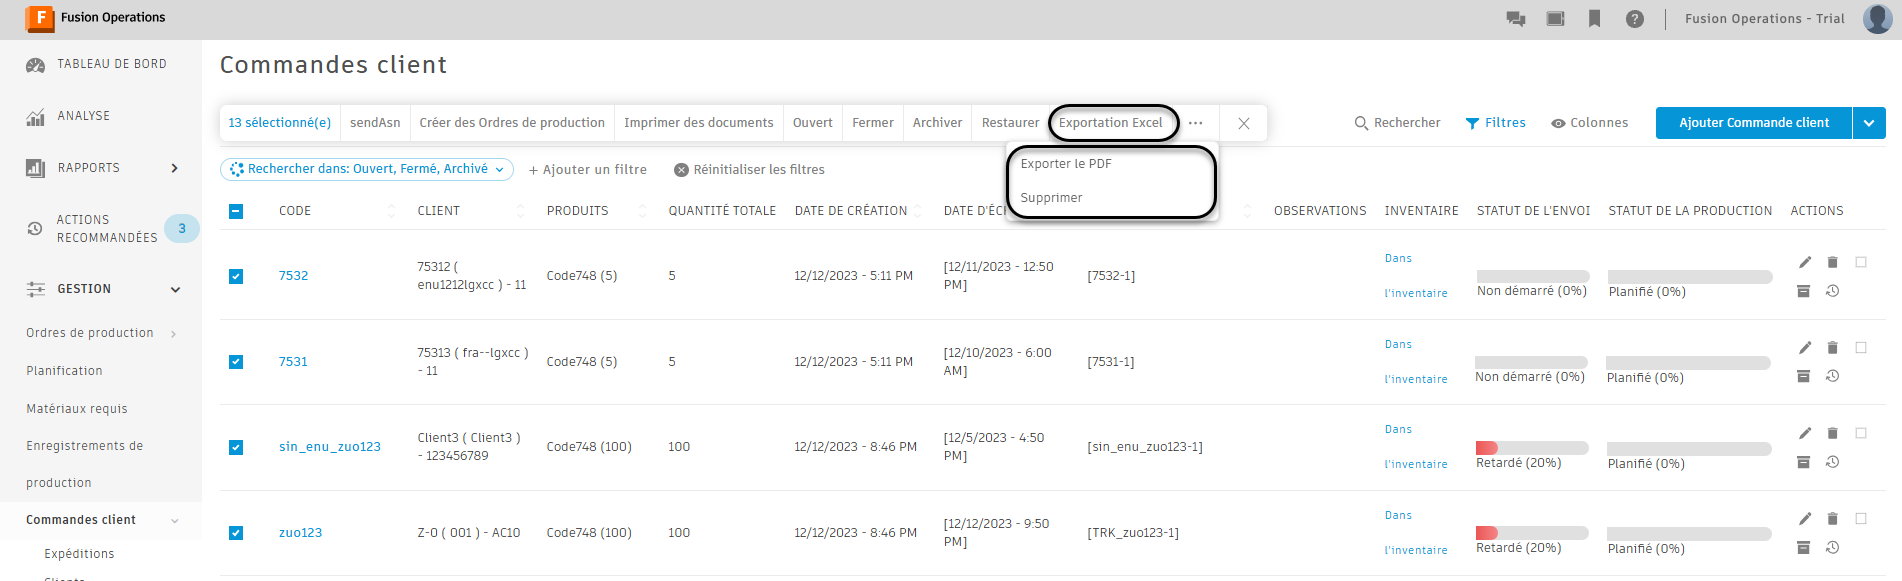 Fusion Operations
Fusion Operations - Trial
TABLEAU DE BORD
ANALYSE
RAPPORTS
ACTIONS
RECOMMANDÉES
3
GESTION
Ordres de production
Planification
Matériaux requis
Enregistrements de
production
Commandes client
Expéditions
Clients
Commandes client
13 sélectionné(e) sendAsn Créer des Ordres de production Imprimer des documents Ouvert Fermer Archiver Restaurer Exportation Excel ...
Exporter le PDF
Supprimer
Rechercher Filtres Colonnes Ajouter Commande client
Rechercher dans: Ouvert, Fermé, Archivé + Ajouter un filtre Réinitialiser les filtres
CODE CLIENT PRODUITS QUANTITÉ TOTALE DATE DE CRÉATION DATE D'ÉCH OBSERVATIONS INVENTAIRE STATUT DE L'ENVOI STATUT DE LA PRODUCTION ACTIONS
7532
75312 (
enu1212lgxcc ) - 11
Code748 (5)
5
12/12/2023 - 5:11 PM
[12/11/2023 - 12:50
PM]
[7532-1]
Dans
l'inventaire
Non démarré (0%)
Planifié (0%)
7531
75313 ( fra--lgxcc )
- 11
Code748 (5)
5
12/12/2023 - 5:11 PM
[12/10/2023 - 6:00
AM]
[7531-1]
Dans
l'inventaire
Non démarré (0%)
Planifié (0%)
sin_enu_zuo123
Client3 ( Client3 )
- 123456789
Code748 (100)
100
12/12/2023 - 8:46 PM
[12/5/2023 - 4:50
PM]
[sin_enu_zuo123-1]
Dans
l'inventaire
Retardé (20%)
Planifié (0%)
zuo123
Z-0 ( 001 ) - AC10
Code748 (100)
100
12/12/2023 - 8:46 PM
[12/12/2023 - 9:50
PM]
[TRK_zuo123-1]
Dans
l'inventaire
Retardé (20%)
Planifié (0%)